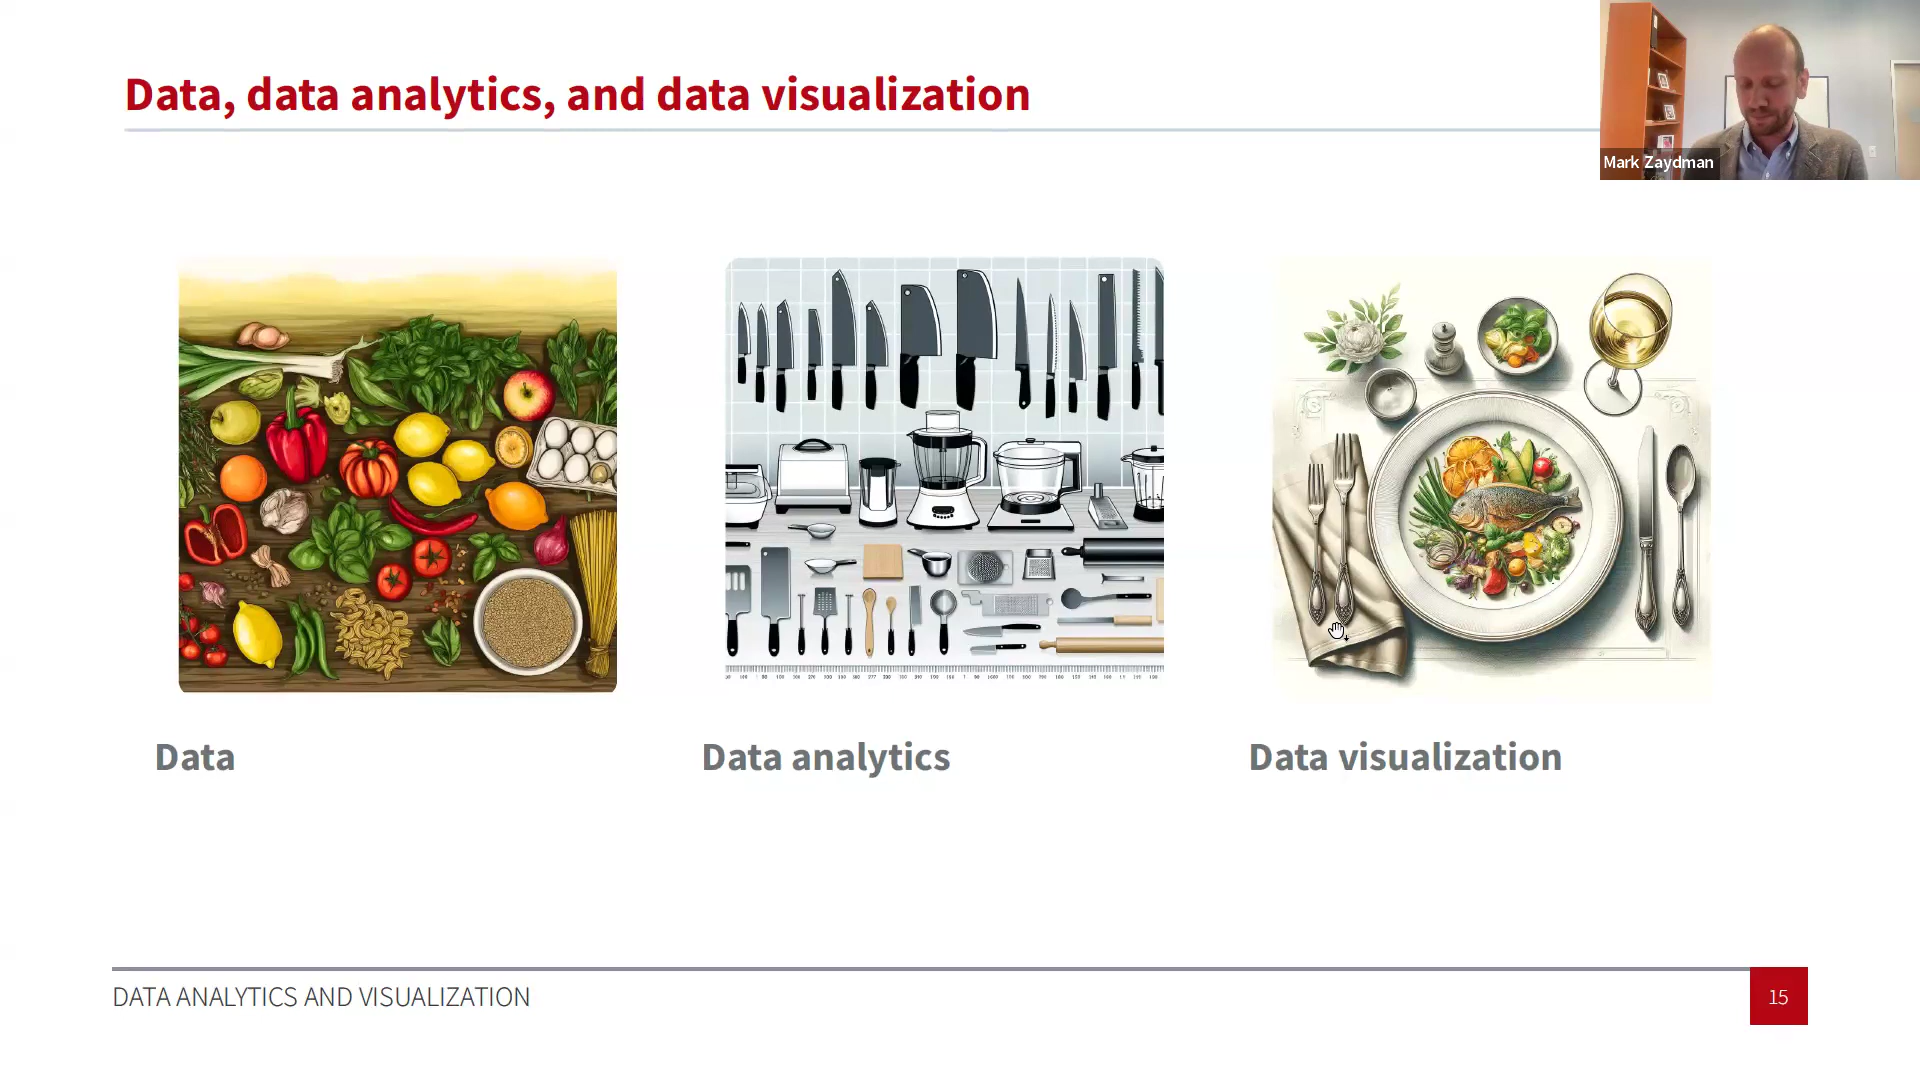 Data, data analytics, and data visualization
Mark Zaydman
Data
Data analytics
Data visualization
DATA ANALYTICS AND VISUALIZATION
15